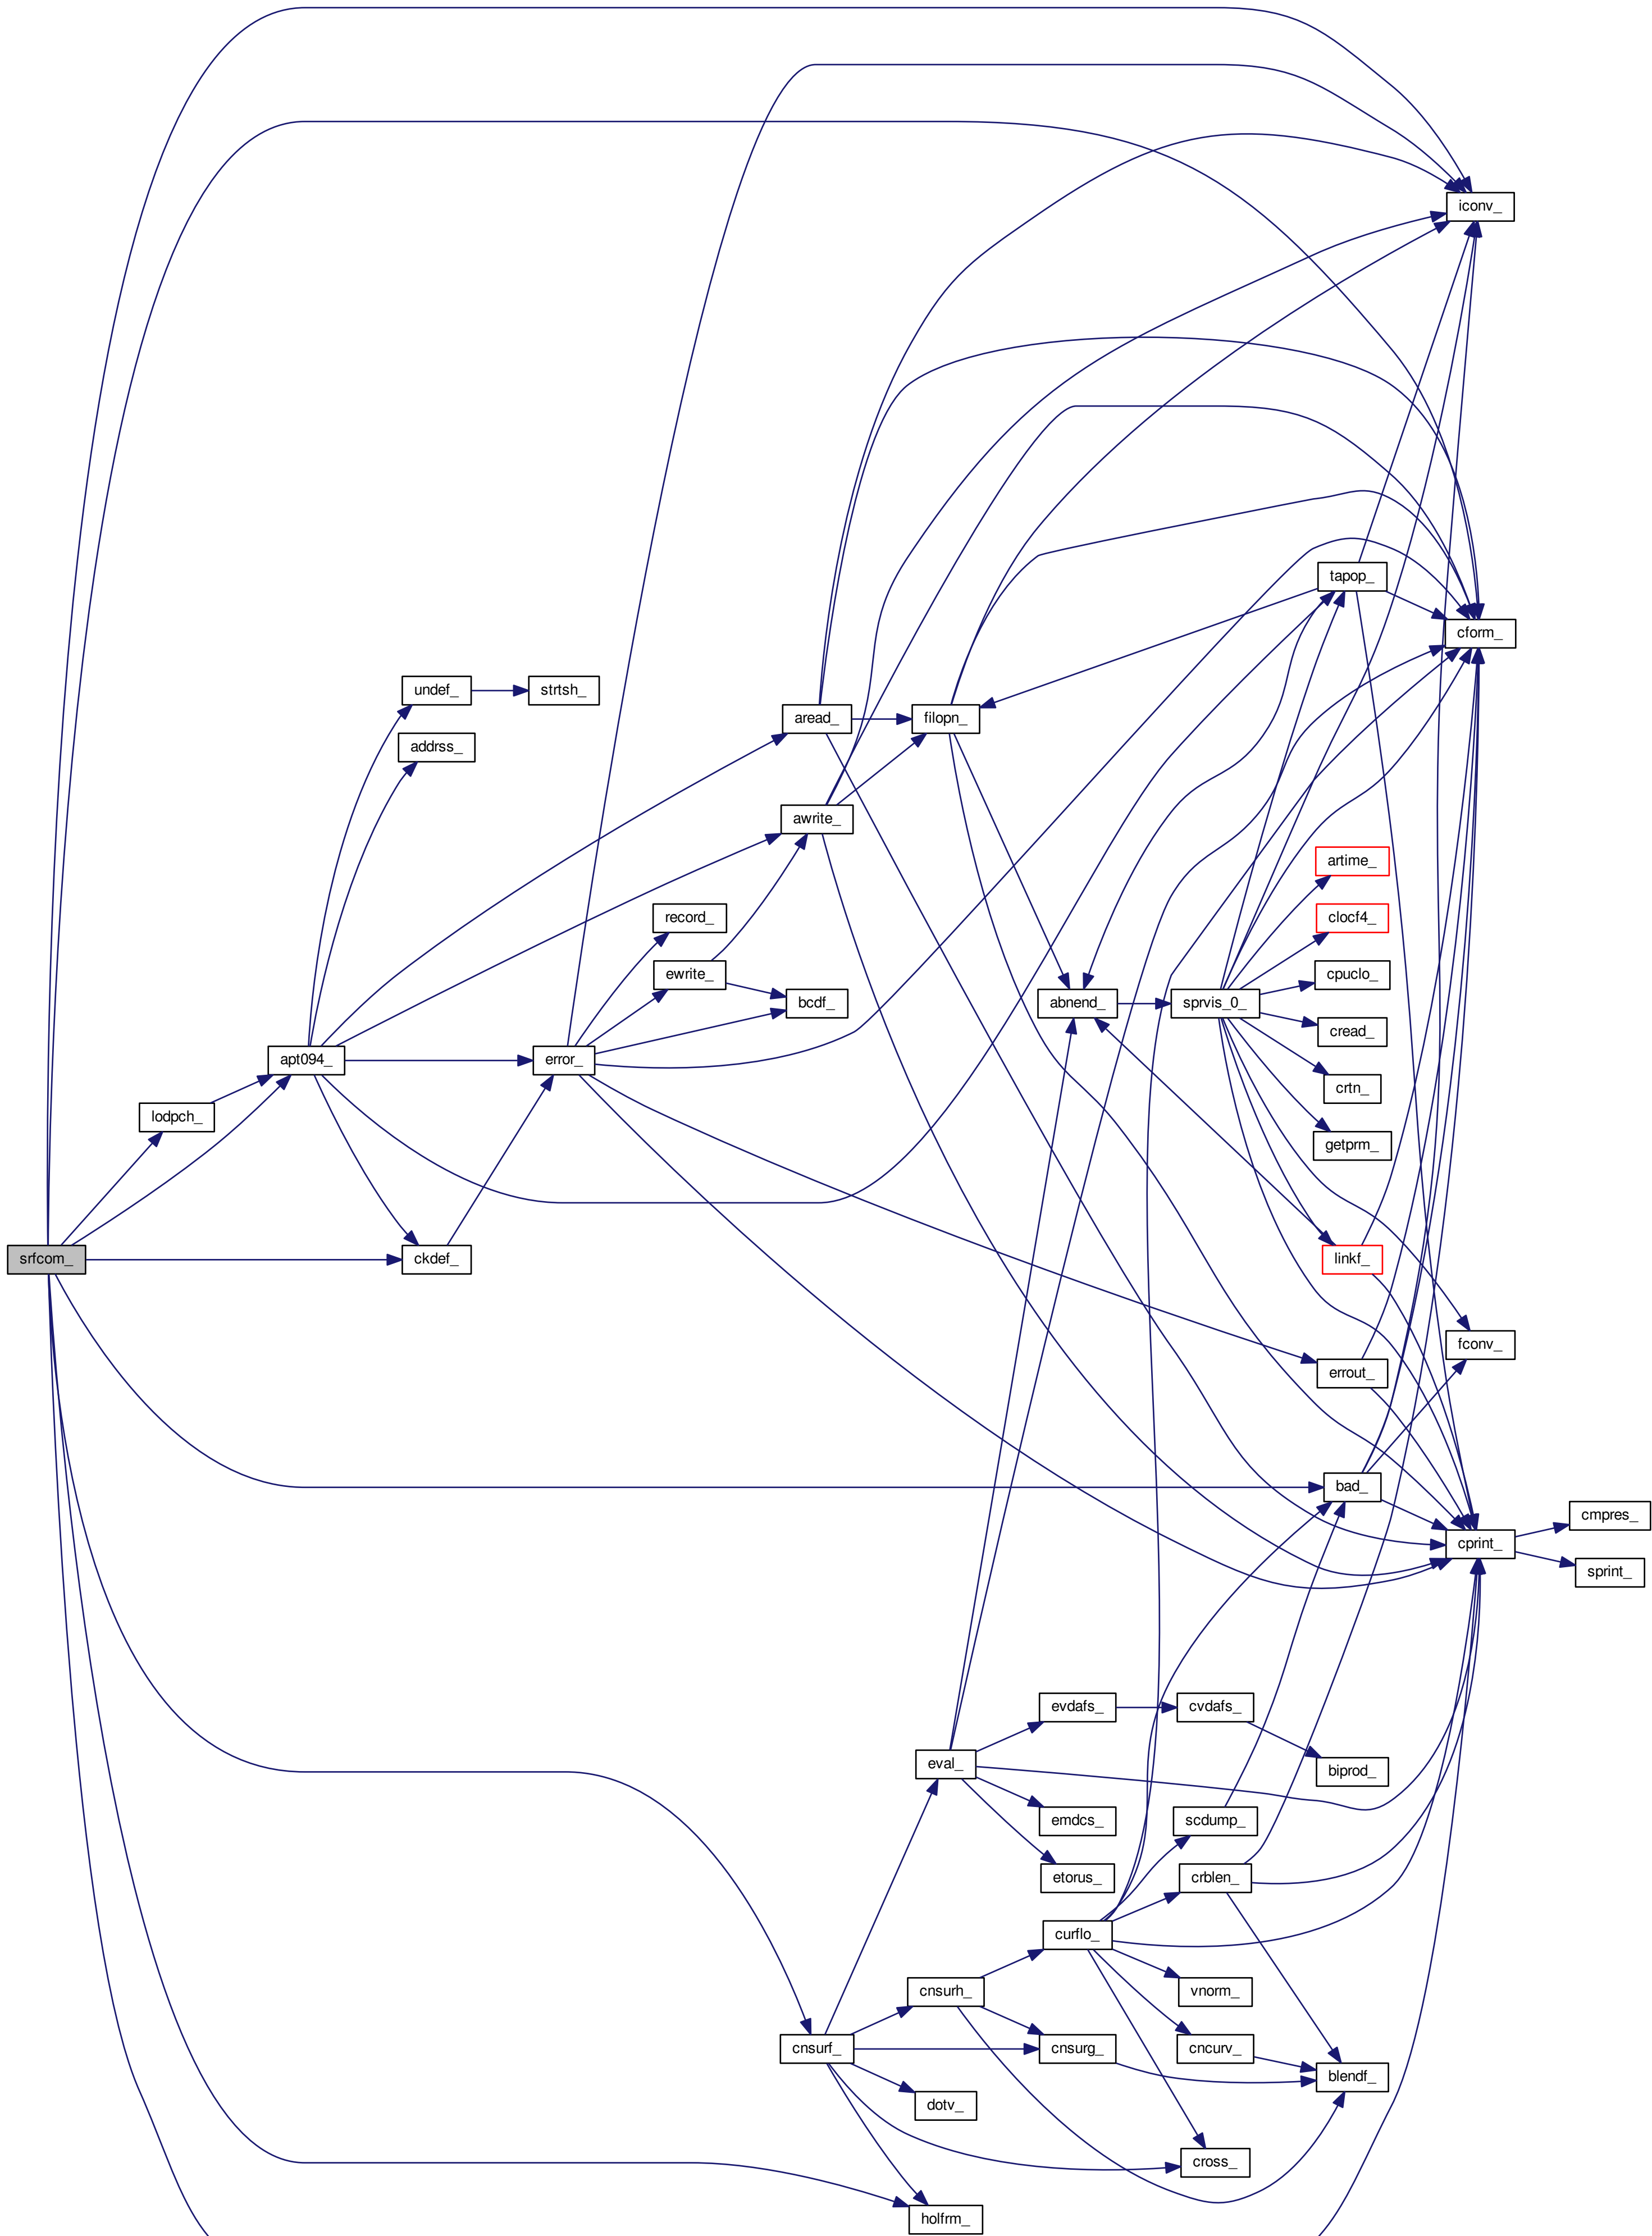 iconv_
tapop_
cform_
undef_
strtsh_
addrss_
aread_
filopn_
awrite_
artime_
clocf4_
record_
ewrite_
bcdf_
cpuclo_
abnend_
sprvis_0_
cread_
apt094_
error_
crtn_
lodpch_
getprm_
srfcom_
ckdef_
linkf_
fconv_
errout_
bad_
cprint_
cmpres_
sprint_
evdafs_
cvdafs_
eval_
biprod_
emdcs_
scdump_
etorus_
crblen_
curflo_
cnsurh_
vnorm_
cnsurf_
cnsurg_
cncurv_
blendf_
dotv_
cross_
holfrm_